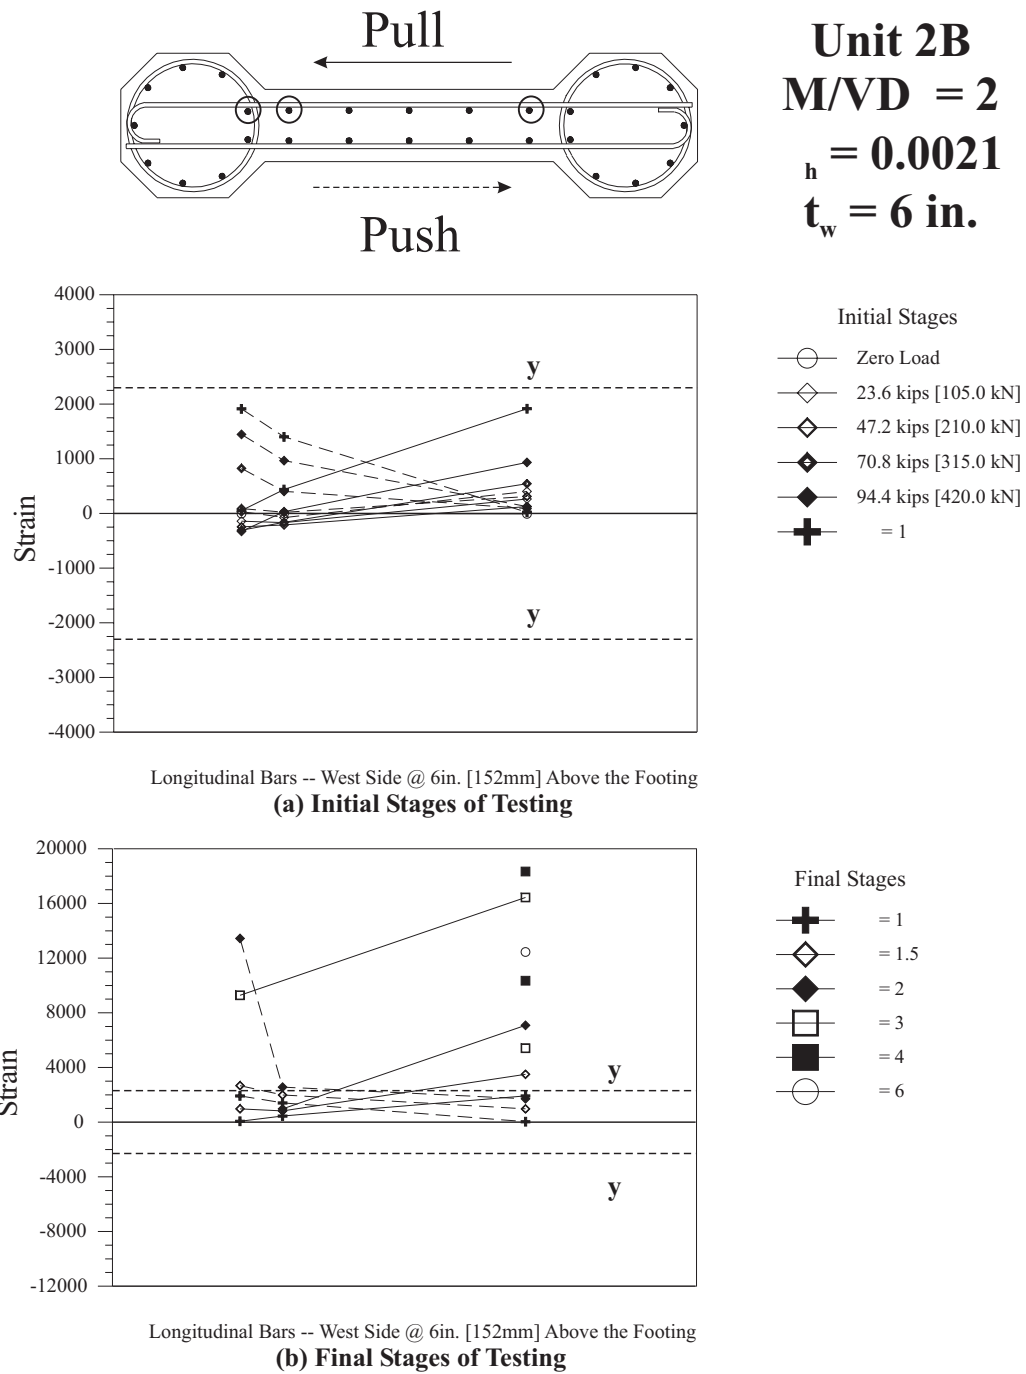 Pull
Push
Unit 2B
M/VD = 2
h = 0.0021
tw = 6 in.
4000
3000
2000
1000
0
-1000
-2000
-3000
-4000
Strain
y
y
Initial Stages
Zero Load
23.6 kips [105.0 kN]
47.2 kips [210.0 kN]
70.8 kips [315.0 kN]
94.4 kips [420.0 kN]
= 1
Longitudinal Bars -- West Side @ 6in. [152mm] Above the Footing
(a) Initial Stages of Testing
20000
16000
12000
8000
4000
0
-4000
-8000
-12000
Strain
y
y
Final Stages
= 1
= 1.5
= 2
= 3
= 4
= 6
Longitudinal Bars -- West Side @ 6in. [152mm] Above the Footing
(b) Final Stages of Testing